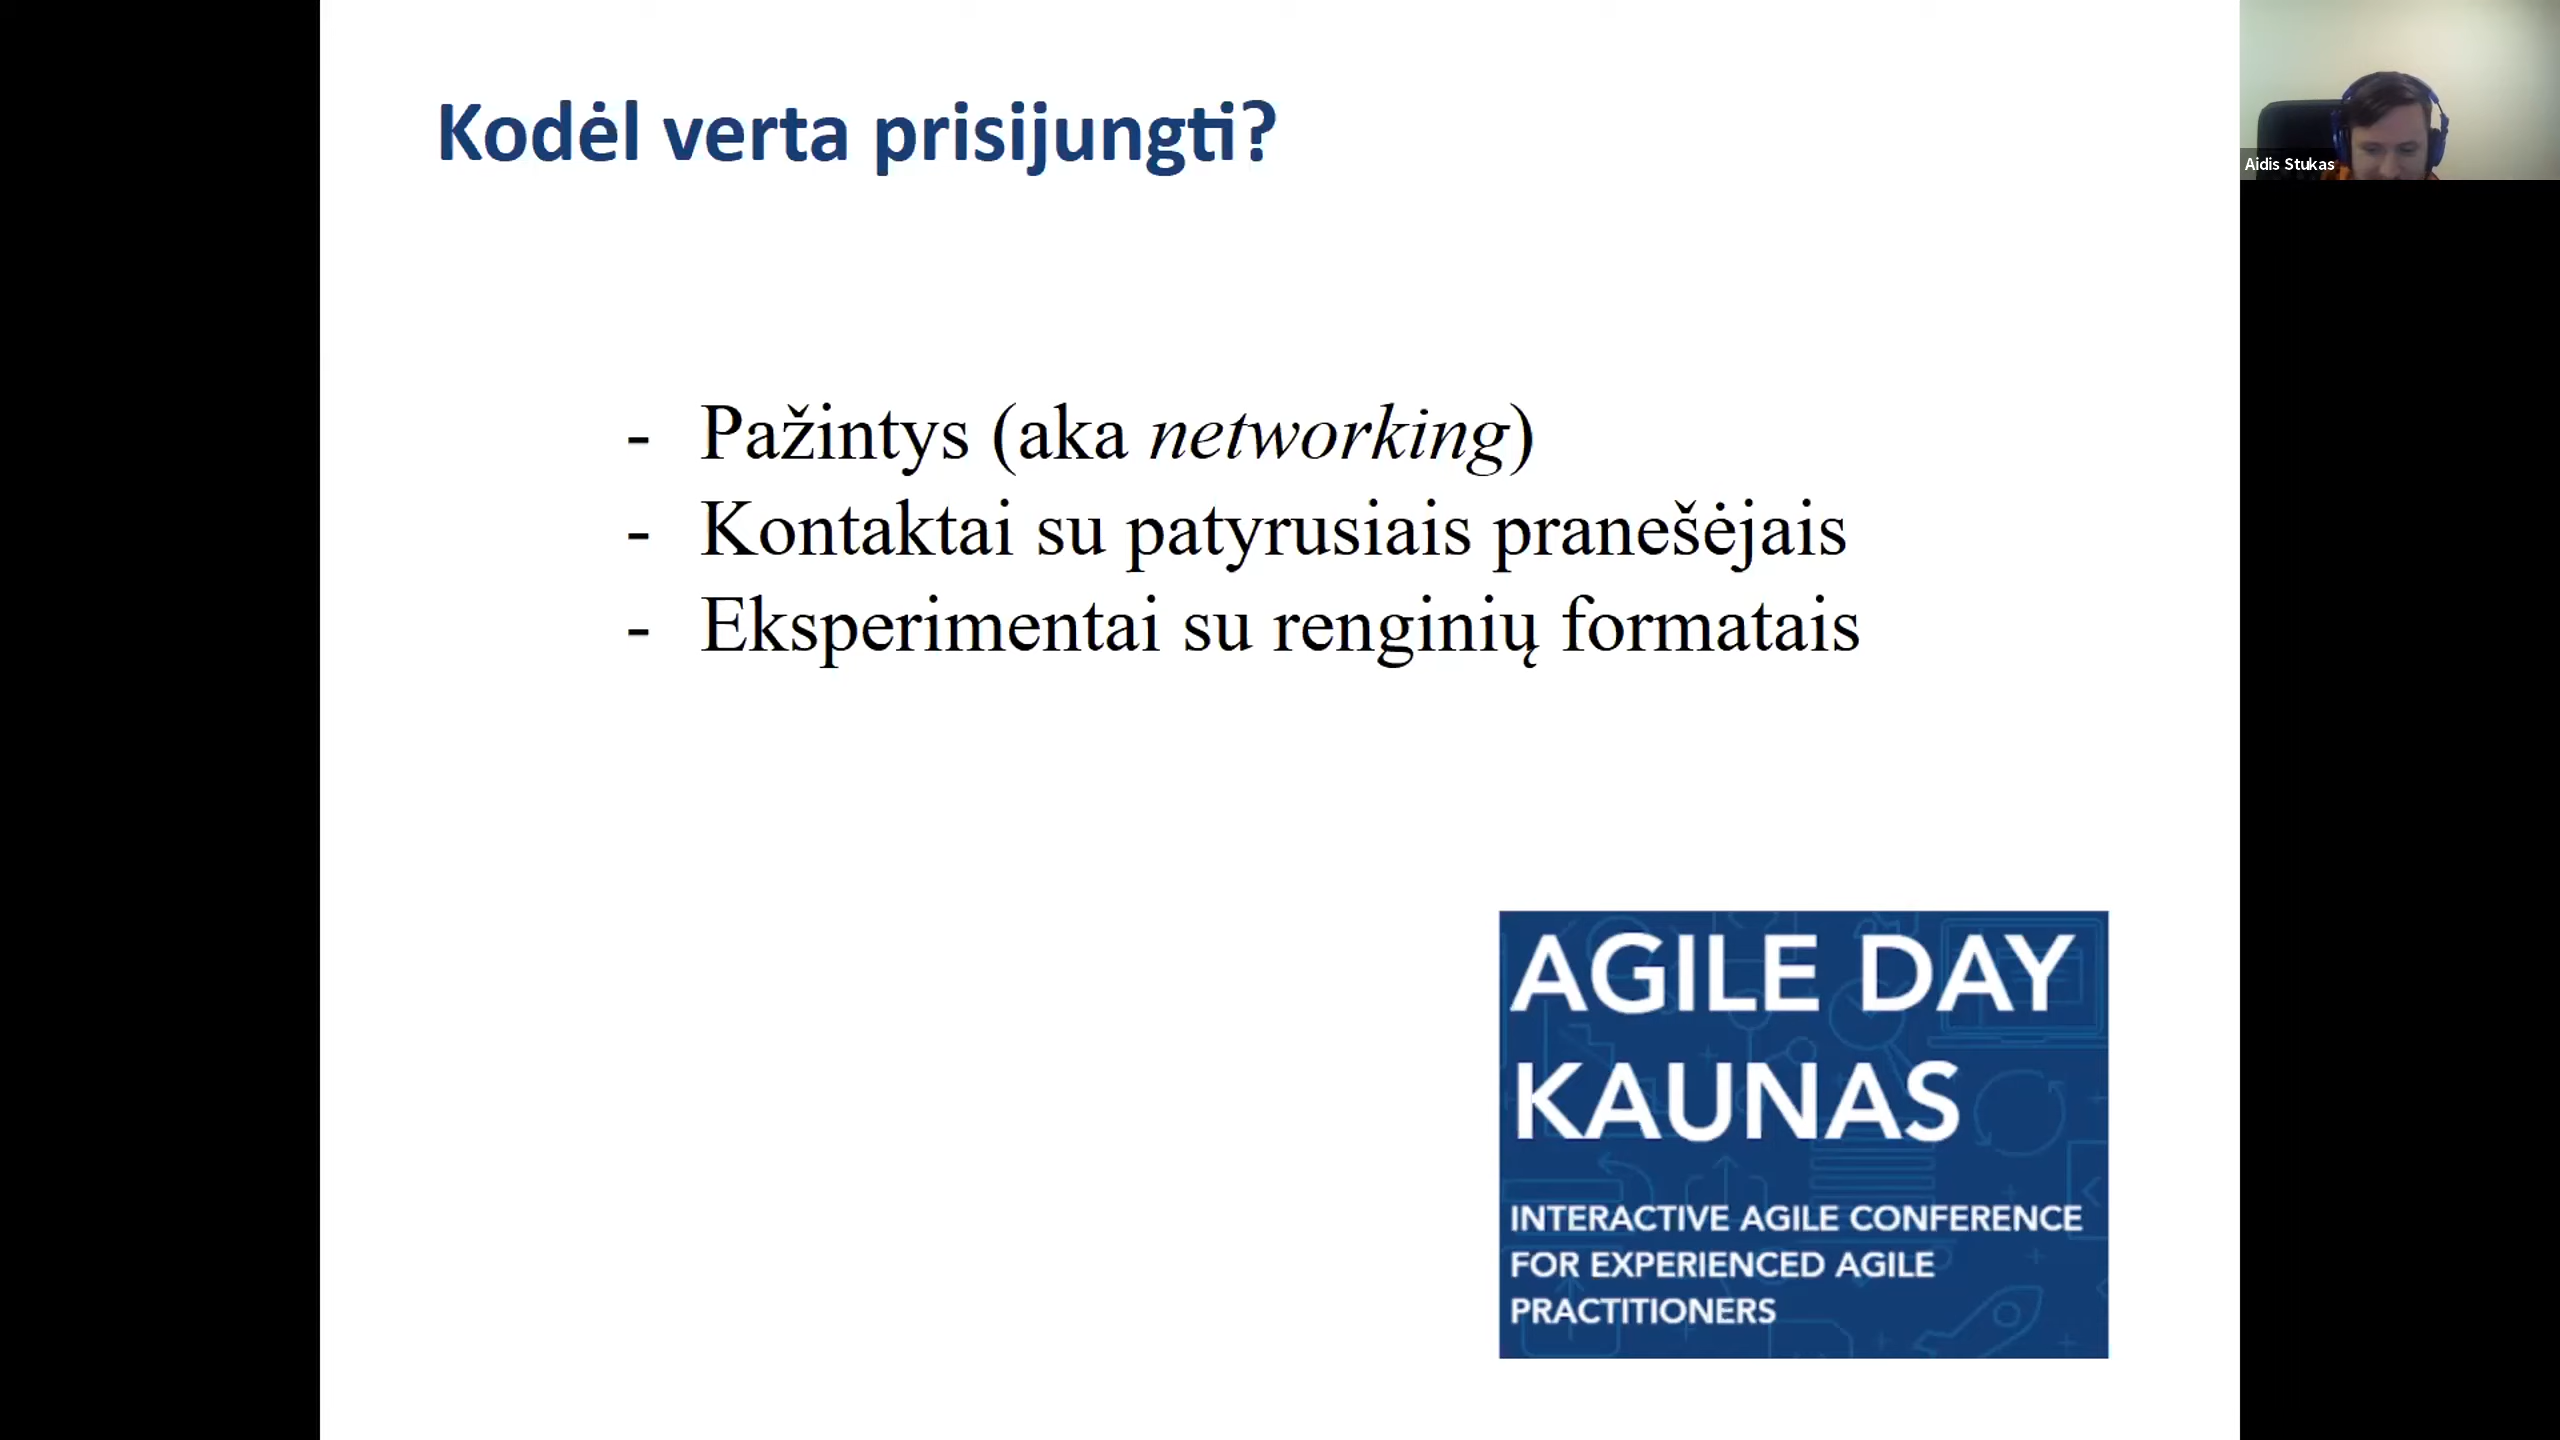 Kodėl verta prisijungti?
Aidis Stukas
- Pažintys (aka networking)
- Kontaktai su patyrusiais pranešėjais
- Eksperimentai su renginių formatais
AGILE DAY
KAUNAS
INTERACTIVE AGILE CONFERENCE
FOR EXPERIENCED AGILE
PRACTITIONERS